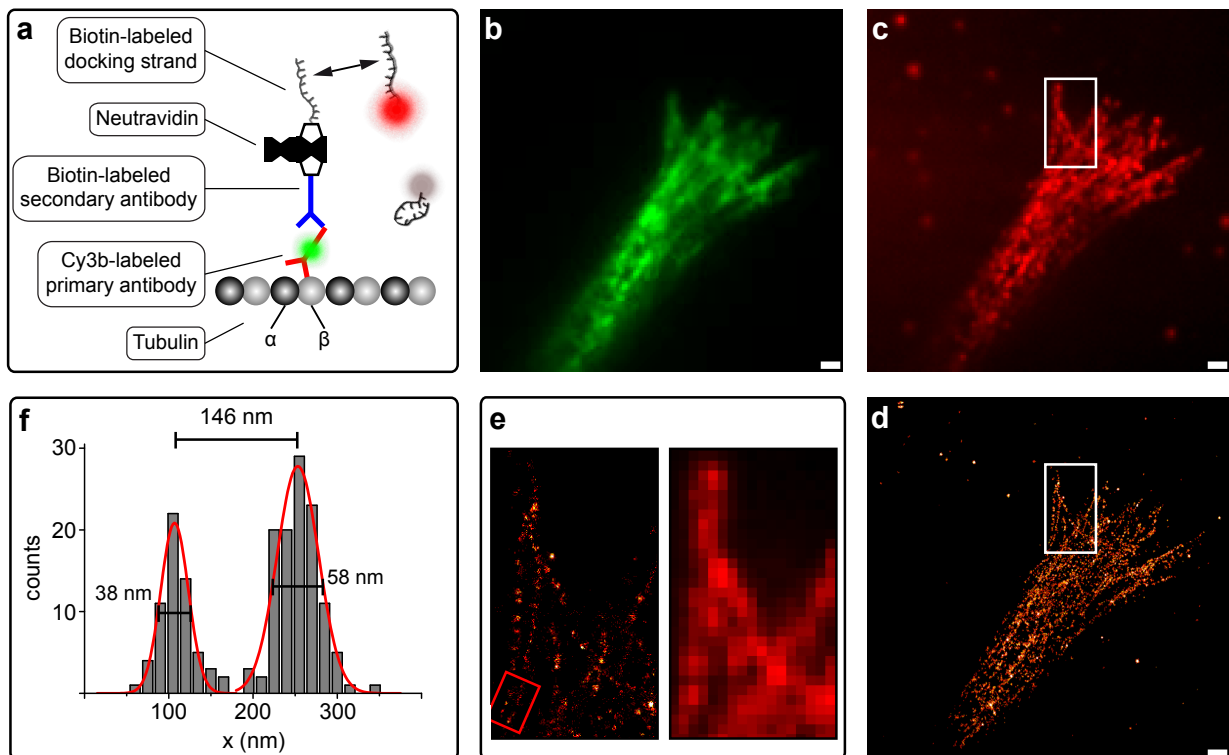 a
Biotin-labeled
docking strand
Neutravidin
Biotin-labeled
secondary antibody
Cy3b-labeled
primary antibody
Tubulin
α
β
b
c
f
146 nm
30
20
10
counts
38 nm
58 nm
100
200
300
x (nm)
e
d